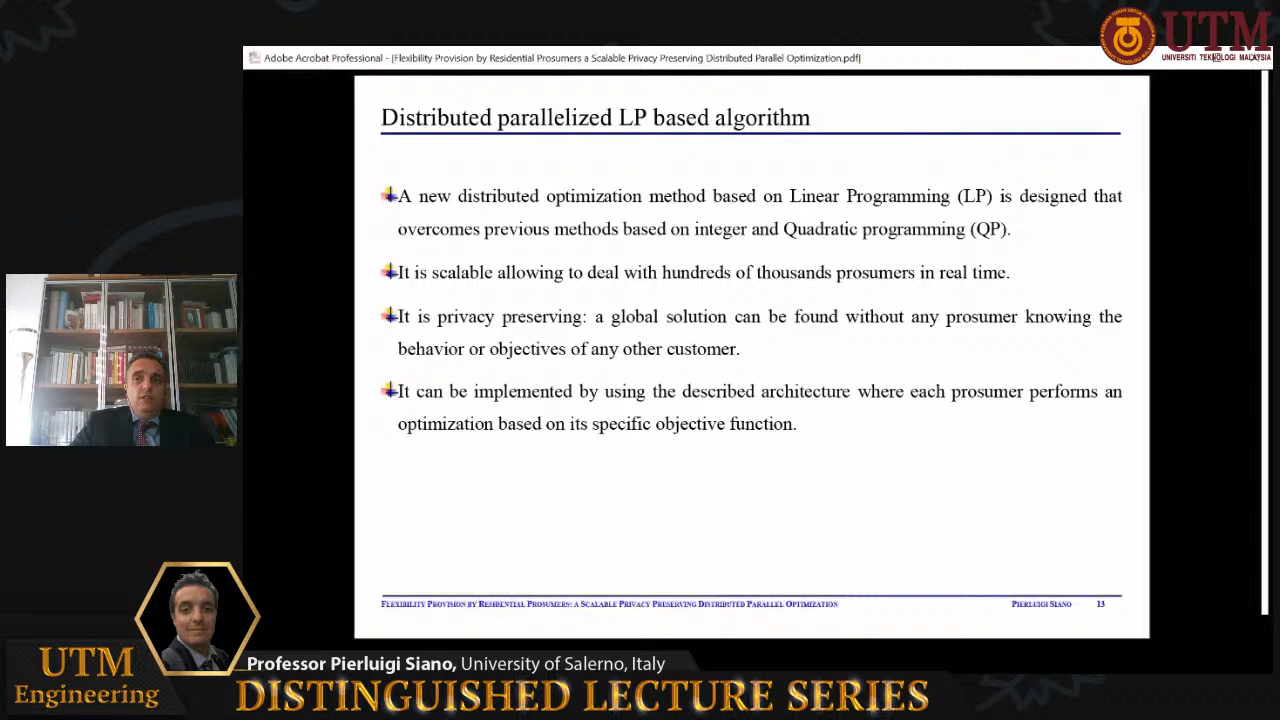 UTM
UNIVERSITI TEKNOLOGI MALAYSIA
Adobe Acrobat Professional - [Flexibility Provision by Residential Prosumers a Scalable Privacy Preserving Distributed Parallel Optimization.pdf]
Distributed parallelized LP based algorithm
A new distributed optimization method based on Linear Programming (LP) is designed that
overcomes previous methods based on integer and Quadratic programming (QP).
It is scalable allowing to deal with hundreds of thousands prosumers in real time.
It is privacy preserving: a global solution can be found without any prosumer knowing the
behavior or objectives of any other customer.
It can be implemented by using the described architecture where each prosumer performs an
optimization based on its specific objective function.
FLEXIBILITY PROVISION BY RESIDENTIAL PROSUMERS: A SCALABLE PRIVACY PRESERVING DISTRIBUTED PARALLEL OPTIMIZATION
PIERLUIGI SIANO 13
Professor Pierluigi Siano, University of Salerno, Italy
UTM
Engineering
DISTINGUISHED LECTURE SERIES